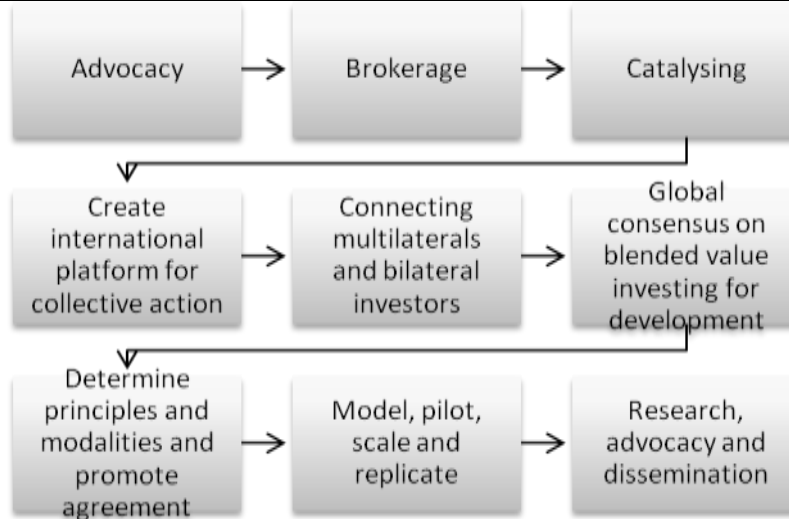 Advocacy
Brokerage
Catalysing
Create
international
platform for
collective action
Connecting
multilaterals
and bilateral
investors
Global
consensus on
blended value
investing for
development
Determine
principles and
modalities and
promote
agreement
Model, pilot,
scale and
replicate
Research,
advocacy and
dissemination